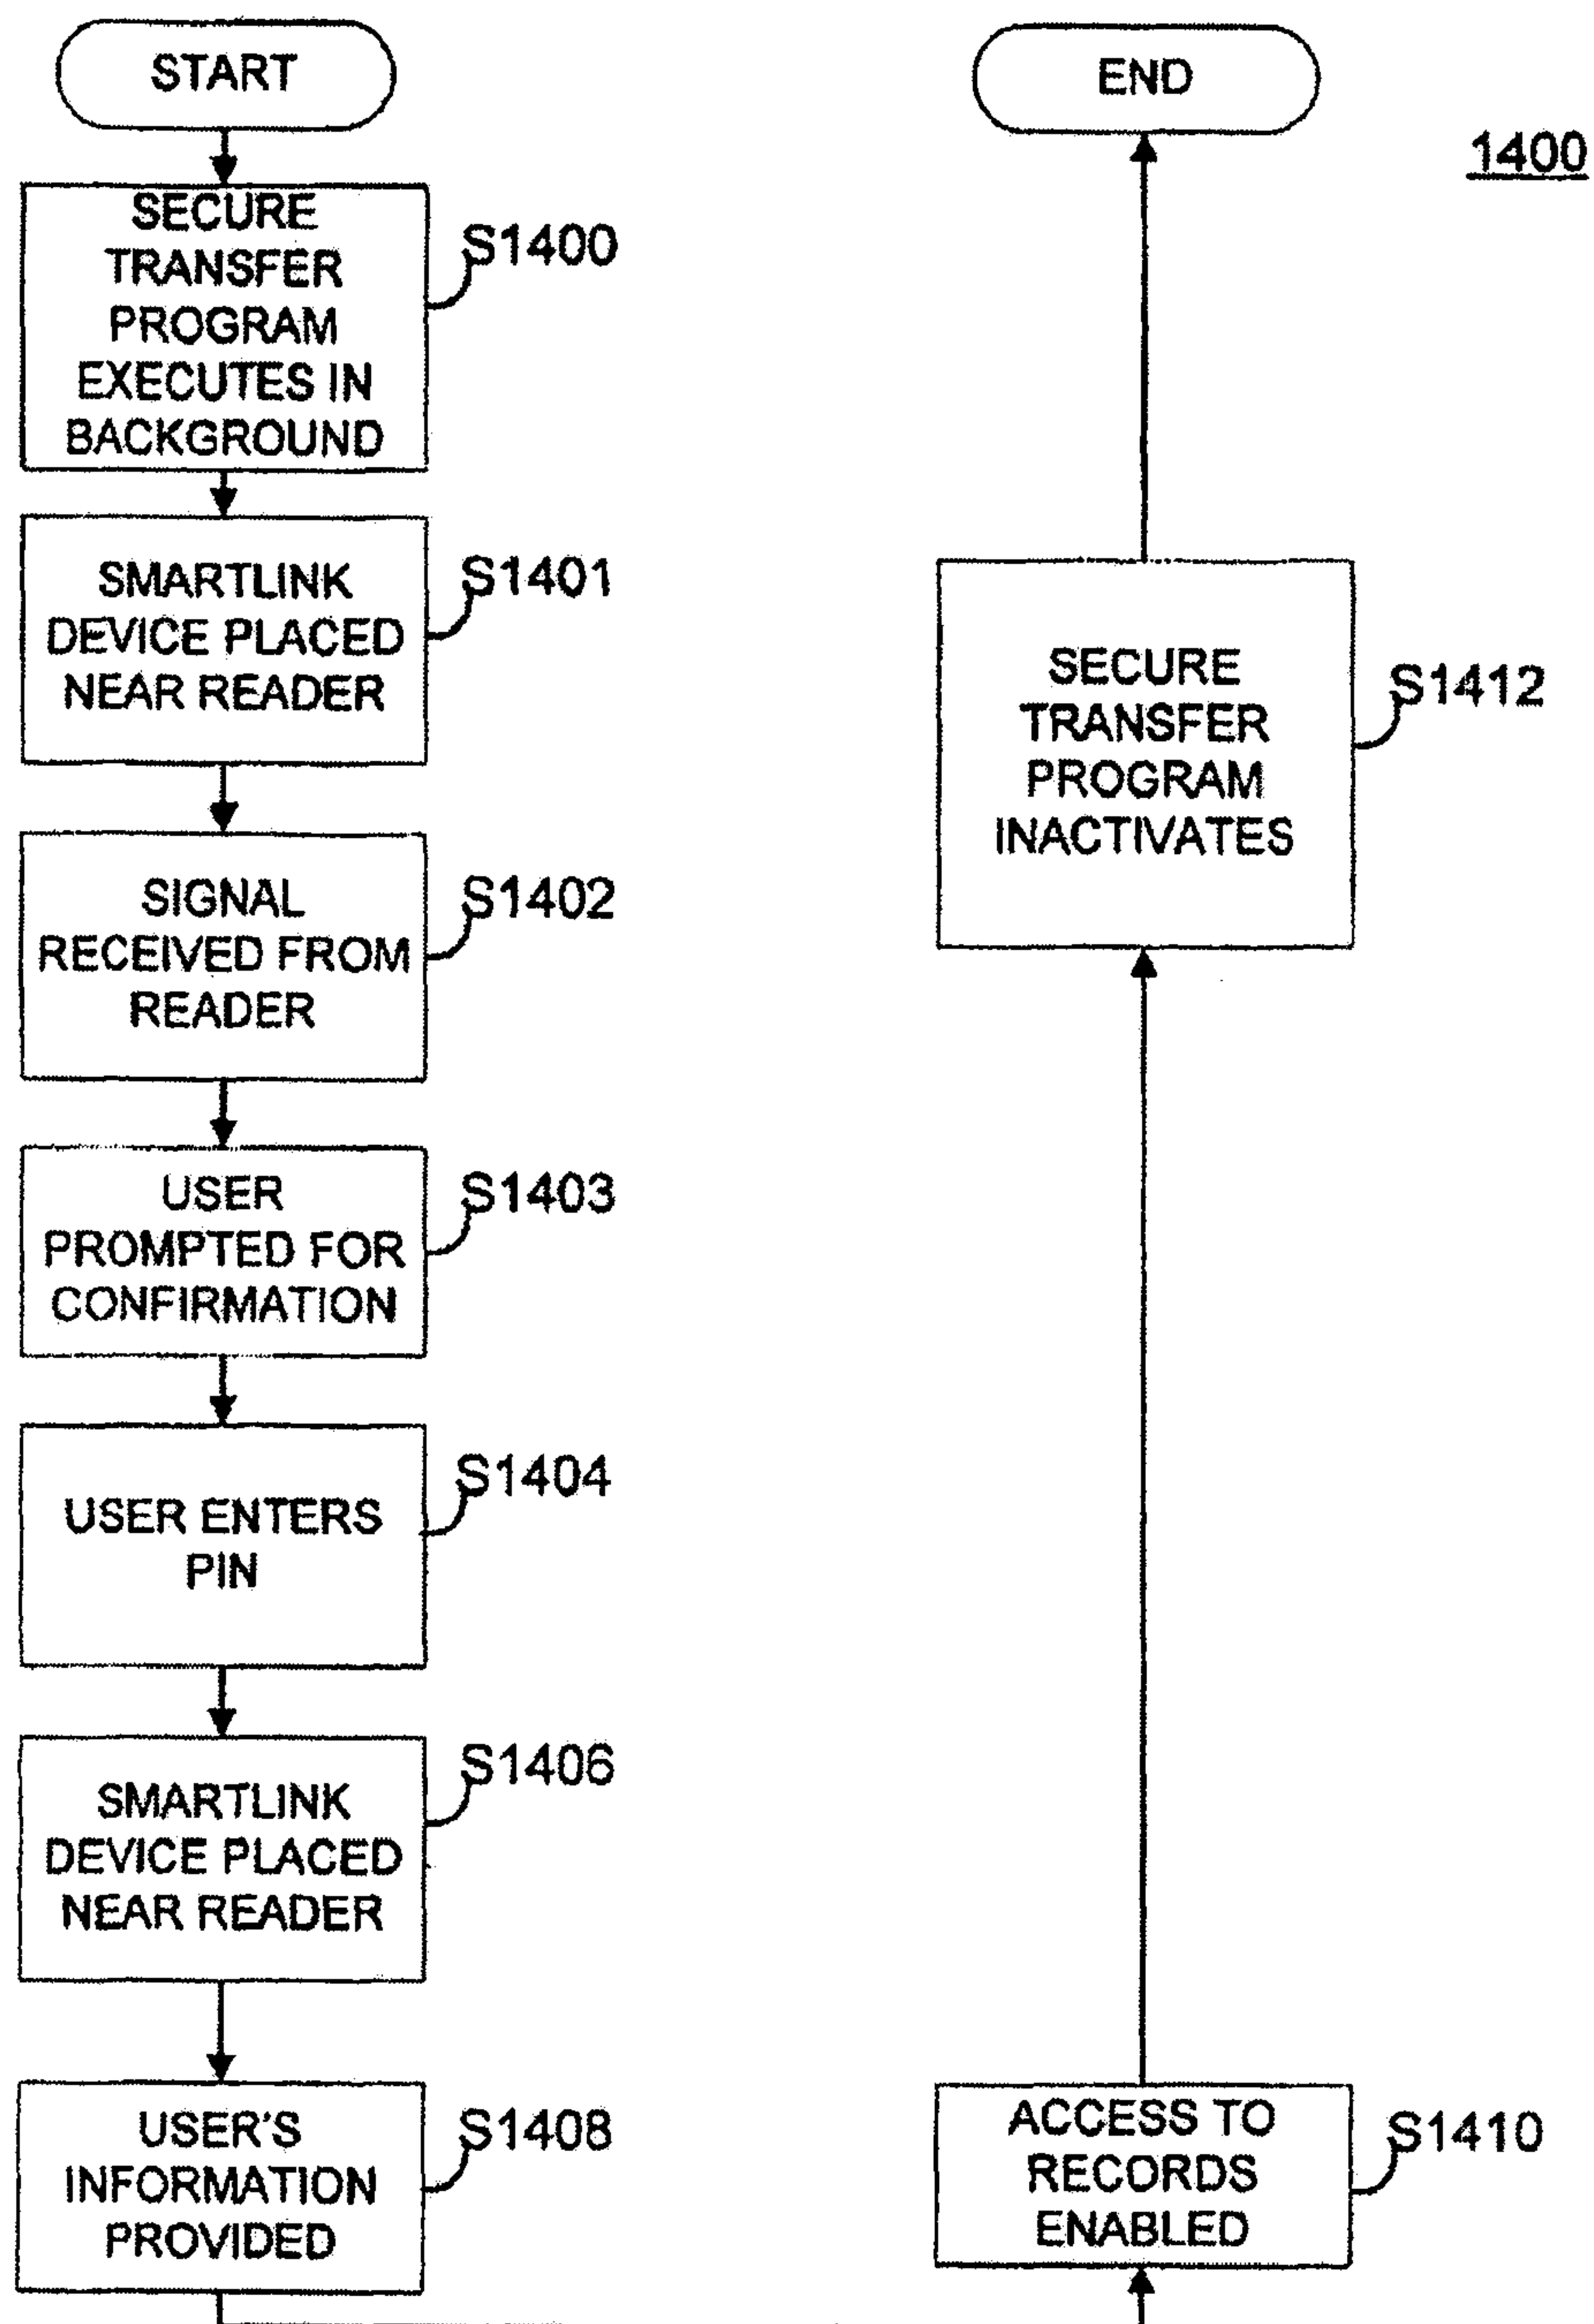 START
SECURE
TRANSFER
PROGRAM
EXECUTES IN
BACKGROUND
S1400
SMARTLINK
DEVICE PLACED
NEAR READER
S1401
SIGNAL
RECEIVED FROM
READER
S1402
USER
PROMPTED FOR
CONFIRMATION
S1403
USER ENTERS
PIN
S1404
SMARTLINK
DEVICE PLACED
NEAR READER
S1406
USER'S
INFORMATION
PROVIDED
S1408
ACCESS TO
RECORDS
ENABLED
S1410
SECURE
TRANSFER
PROGRAM
INACTIVATES
S1412
END
1400